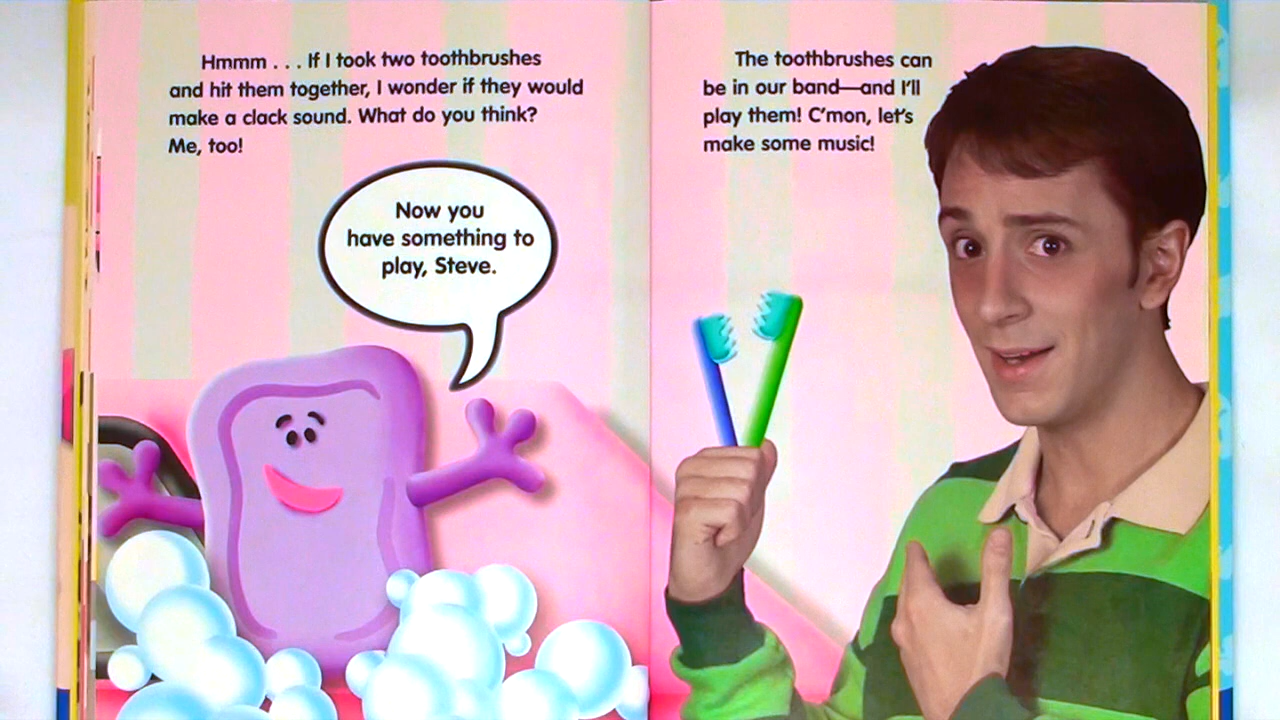 Hmmm . . . If I took two toothbrushes
and hit them together, I wonder if they would
make a clack sound. What do you think?
Me, too!
Now you
have something to
play, Steve.
The toothbrushes can
be in our band—and I'll
play them! C'mon, let's
make some music!